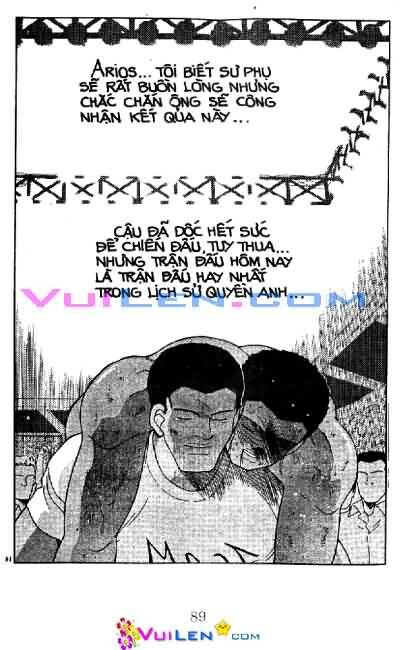 ARIOS... TÔI BIẾT SƯ PHỤ
SẼ RẤT BUỒN LÒNG NHƯNG
CHẮC CHẮN ÔNG SẼ CÔNG
NHẬN KẾT QỦA NÀY...
CẬU ĐÃ DỐC HẾT SỨC
ĐỂ CHIẾN ĐẤU, TUY THUA...
NHƯNG TRẬN ĐẤU HÔM NAY
LÀ TRẬN ĐẤU HAY NHẤT
TRONG LỊCH SỬ QUYỀN ANH...
VuiLen.com
89
VuiLen.com